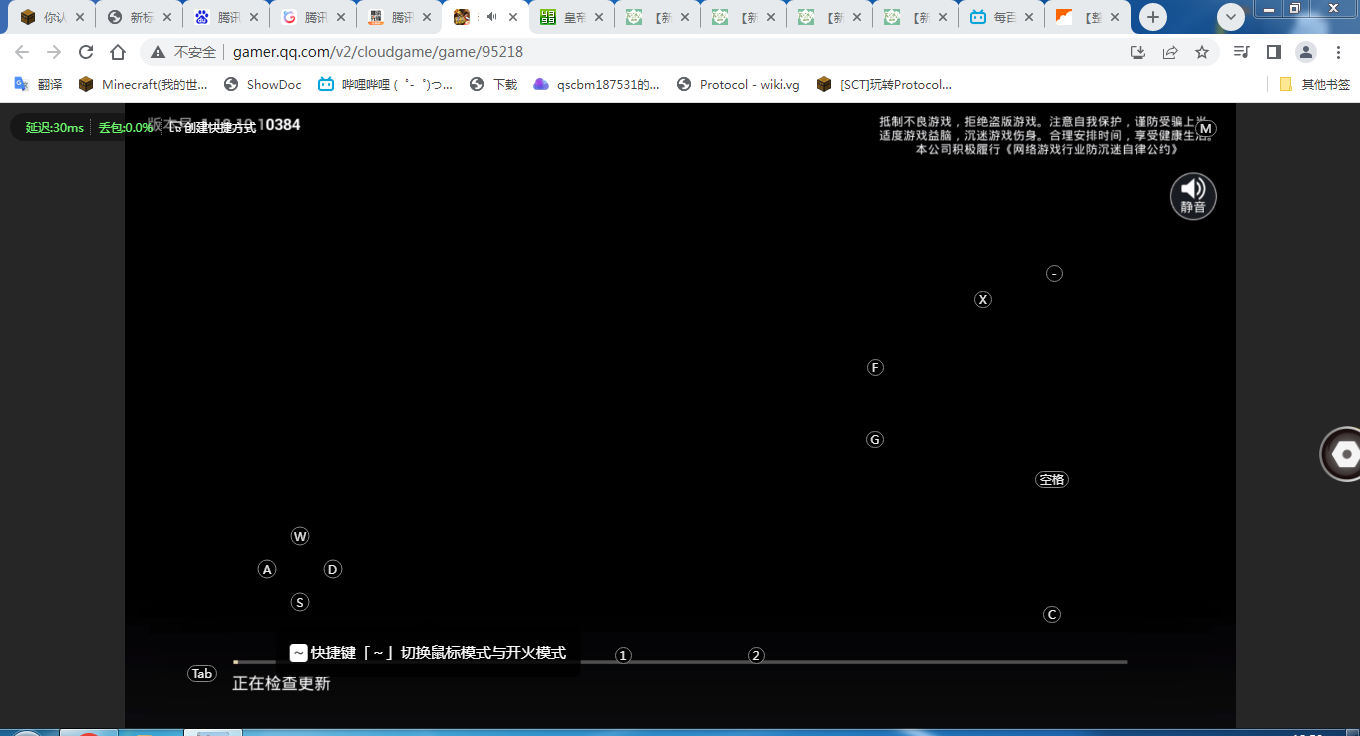 你认
新标
腾讯
腾讯
腾讯
皇帝
【新
【新
【新
【新
每百
【整
不安全
gamer.qq.com/v2/cloudgame/game/95218
翻译
Minecraft(我的世...
ShowDoc
哔哩哔哩 ( ゜- ゜)つ...
下载
qscbm187531的...
Protocol - wiki.vg
[SCT]玩转Protocol...
其他书签
延迟:30ms
丢包:0.0%
创建快捷方式
0384
抵制不良游戏，拒绝盗版游戏。注意自我保护，谨防受骗上当。
适度游戏益脑，沉迷游戏伤身。合理安排时间，享受健康生活。
本公司积极履行《网络游戏行业防沉迷自律公约》
M
静音
-
X
F
G
空格
W
A
D
S
C
~ 快捷键「~」切换鼠标模式与开火模式
1
2
Tab
正在检查更新